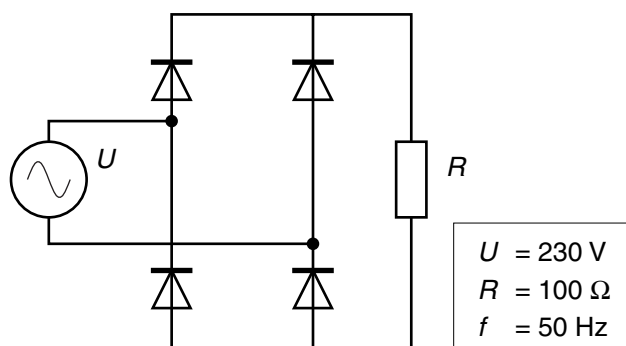 U
R
U = 230 V
R = 100 Ω
f = 50 Hz